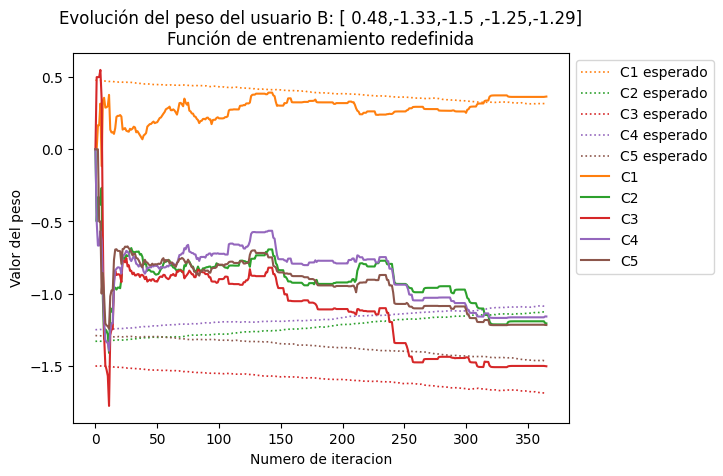 Evolución del peso del usuario B: [ 0.48,-1.33,-1.5 ,-1.25,-1.29]
Función de entrenamiento redefinida
Valor del peso
0.5
0.0
−0.5
−1.0
−1.5
0 50 100 150 200 250 300 350
Numero de iteracion
C1 esperado
C2 esperado
C3 esperado
C4 esperado
C5 esperado
C1
C2
C3
C4
C5